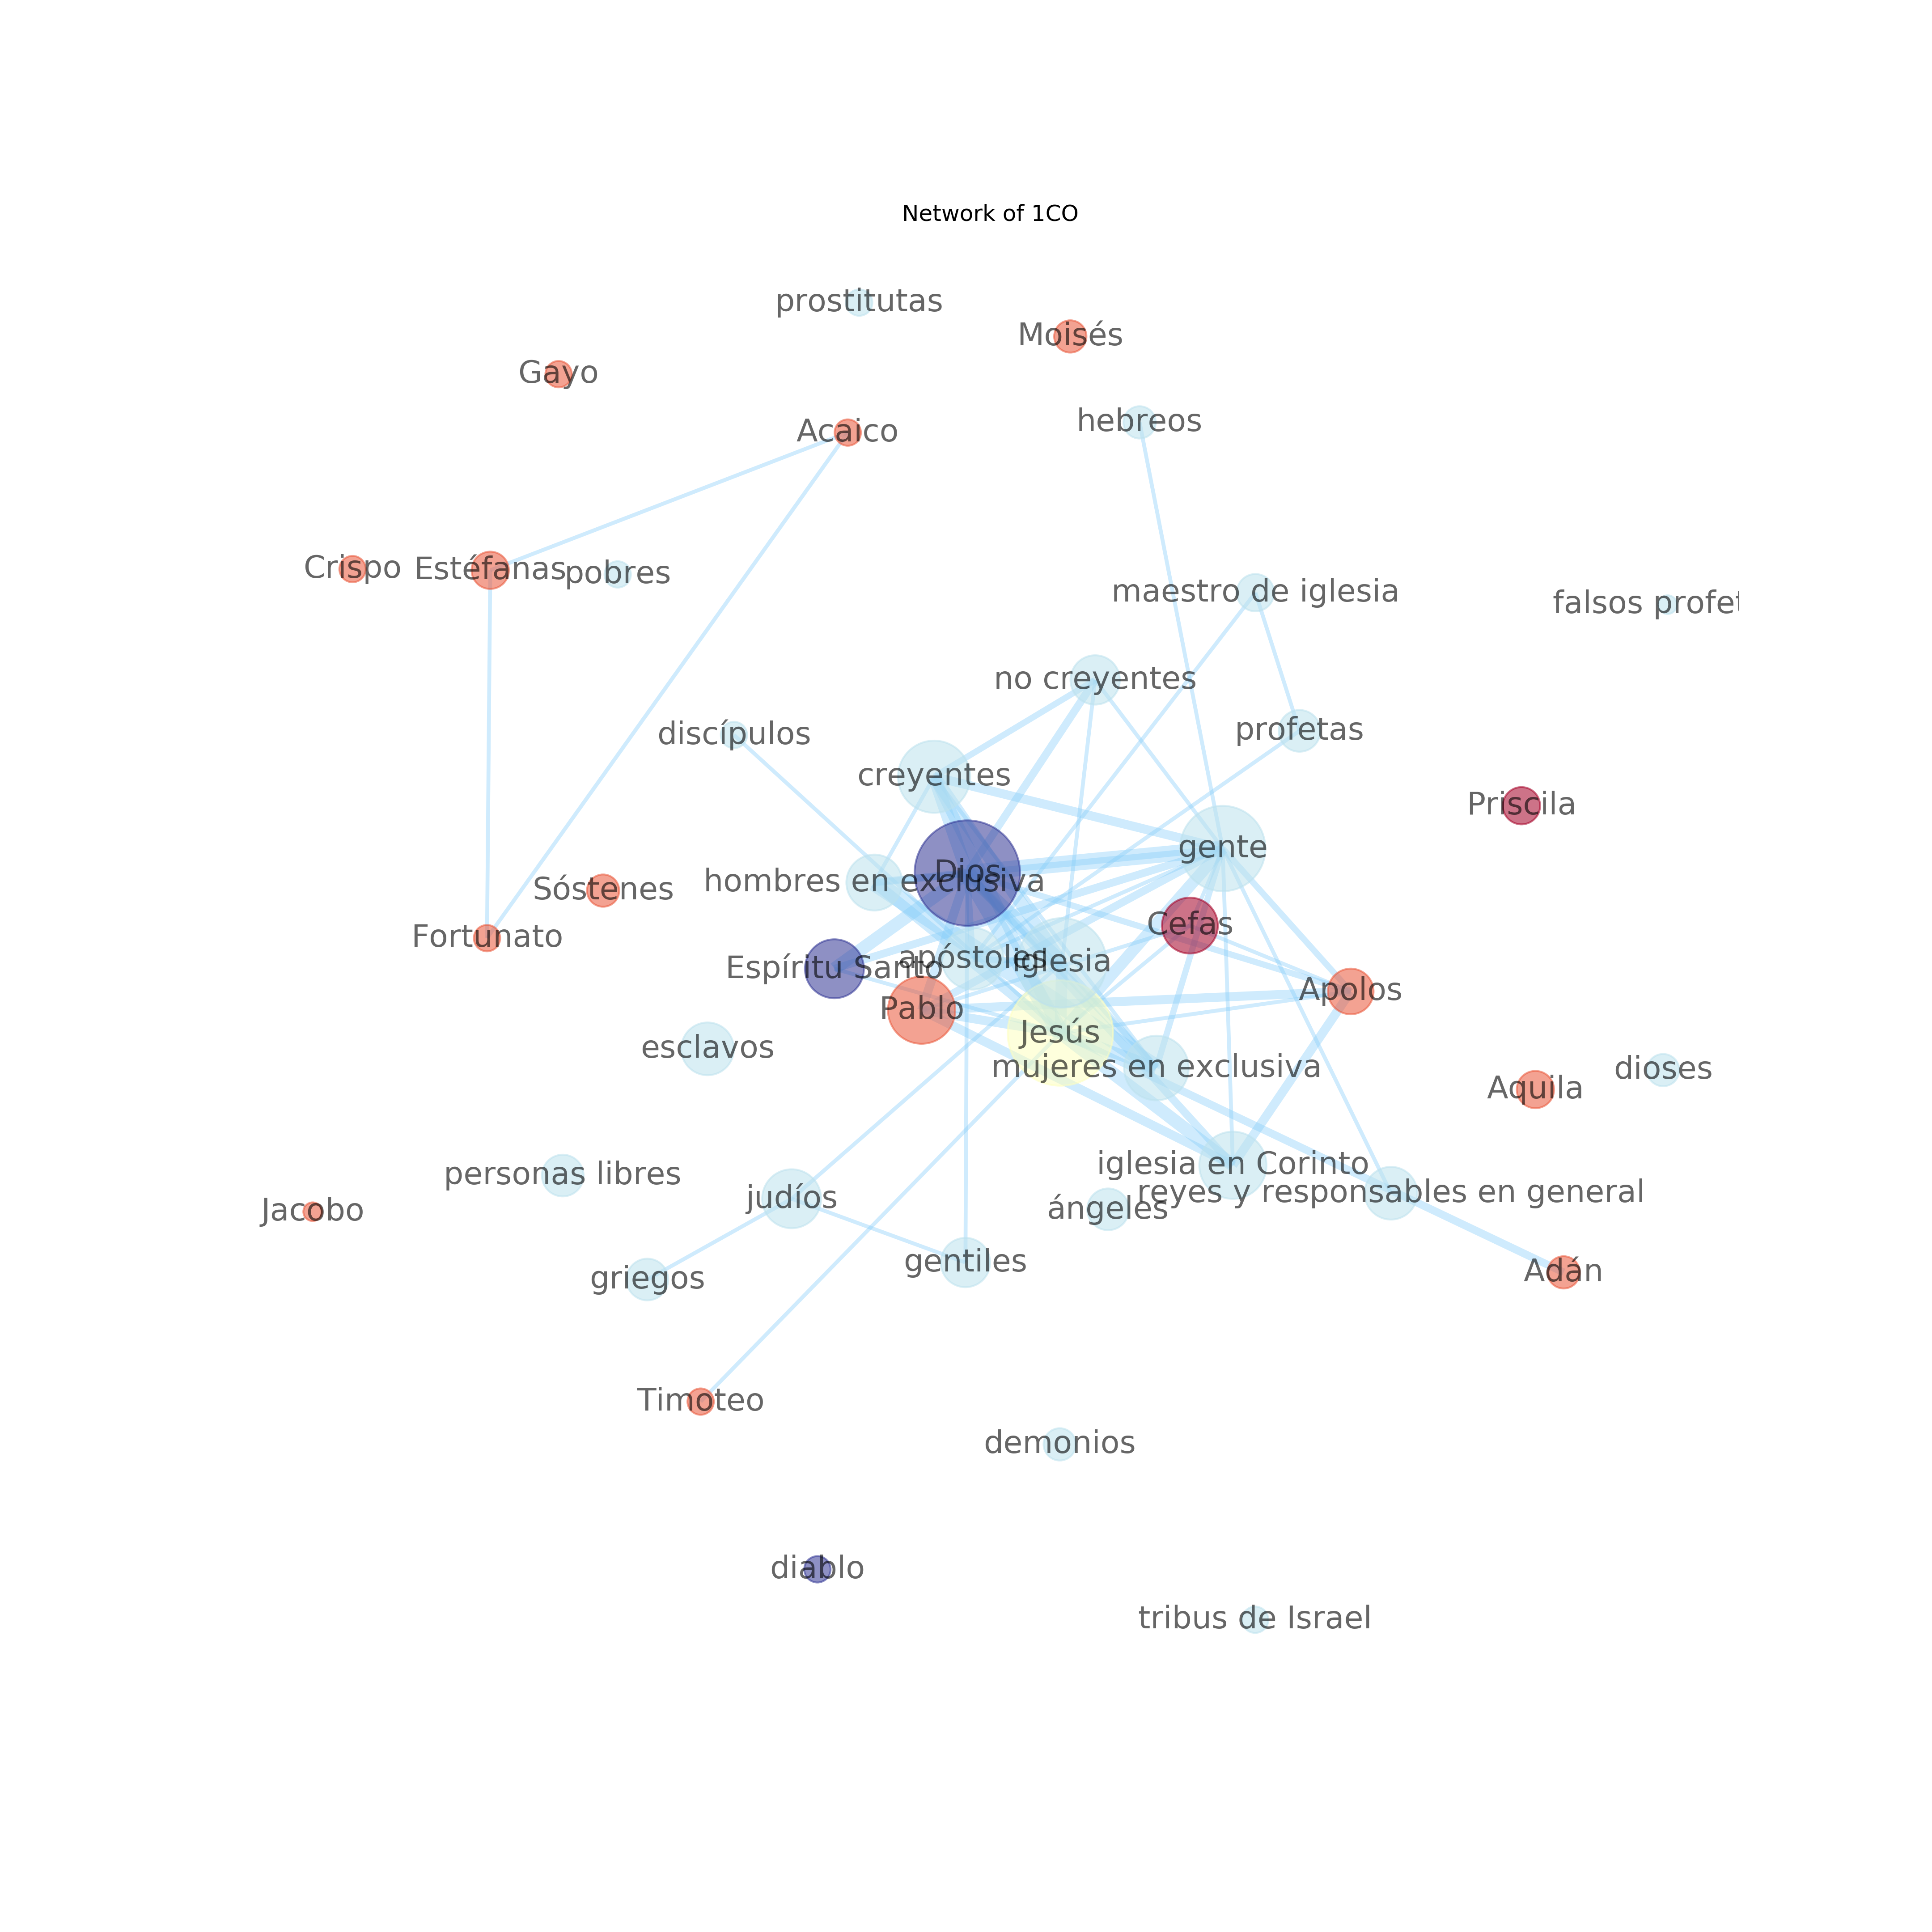 Network of 1CO
prostitutas
Moisés
Gayo
hebreos
Acaico
Crispo
Estéfanas
pobres
maestro de iglesia
falsos profet
no creyentes
profetas
discípulos
creyentes
Priscila
gente
Dios
hombres en exclusiva
Sóstenes
Cefas
Fortunato
apóstoles
iglesia
Espíritu Santo
Apolos
Pablo
Jesús
esclavos
mujeres en exclusiva
dioses
Aquila
iglesia en Corinto
personas libres
reyes y responsables en general
judíos
ángeles
Jacobo
gentiles
Adán
griegos
Timoteo
demonios
diablo
tribus de Israel